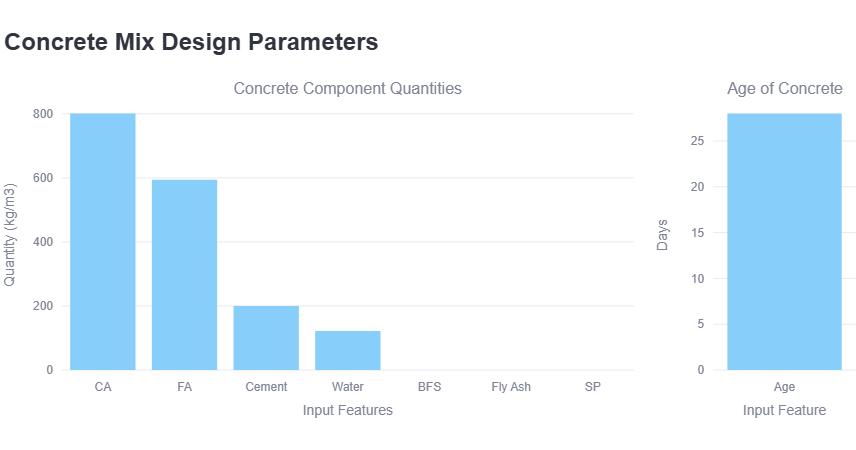 Concrete Mix Design Parameters
Concrete Component Quantities
800
600
400
200
0
Quantity (kg/m3)
CA FA Cement Water BFS Fly Ash SP
Input Features
Age of Concrete
25
20
15
10
5
0
Days
Age
Input Feature